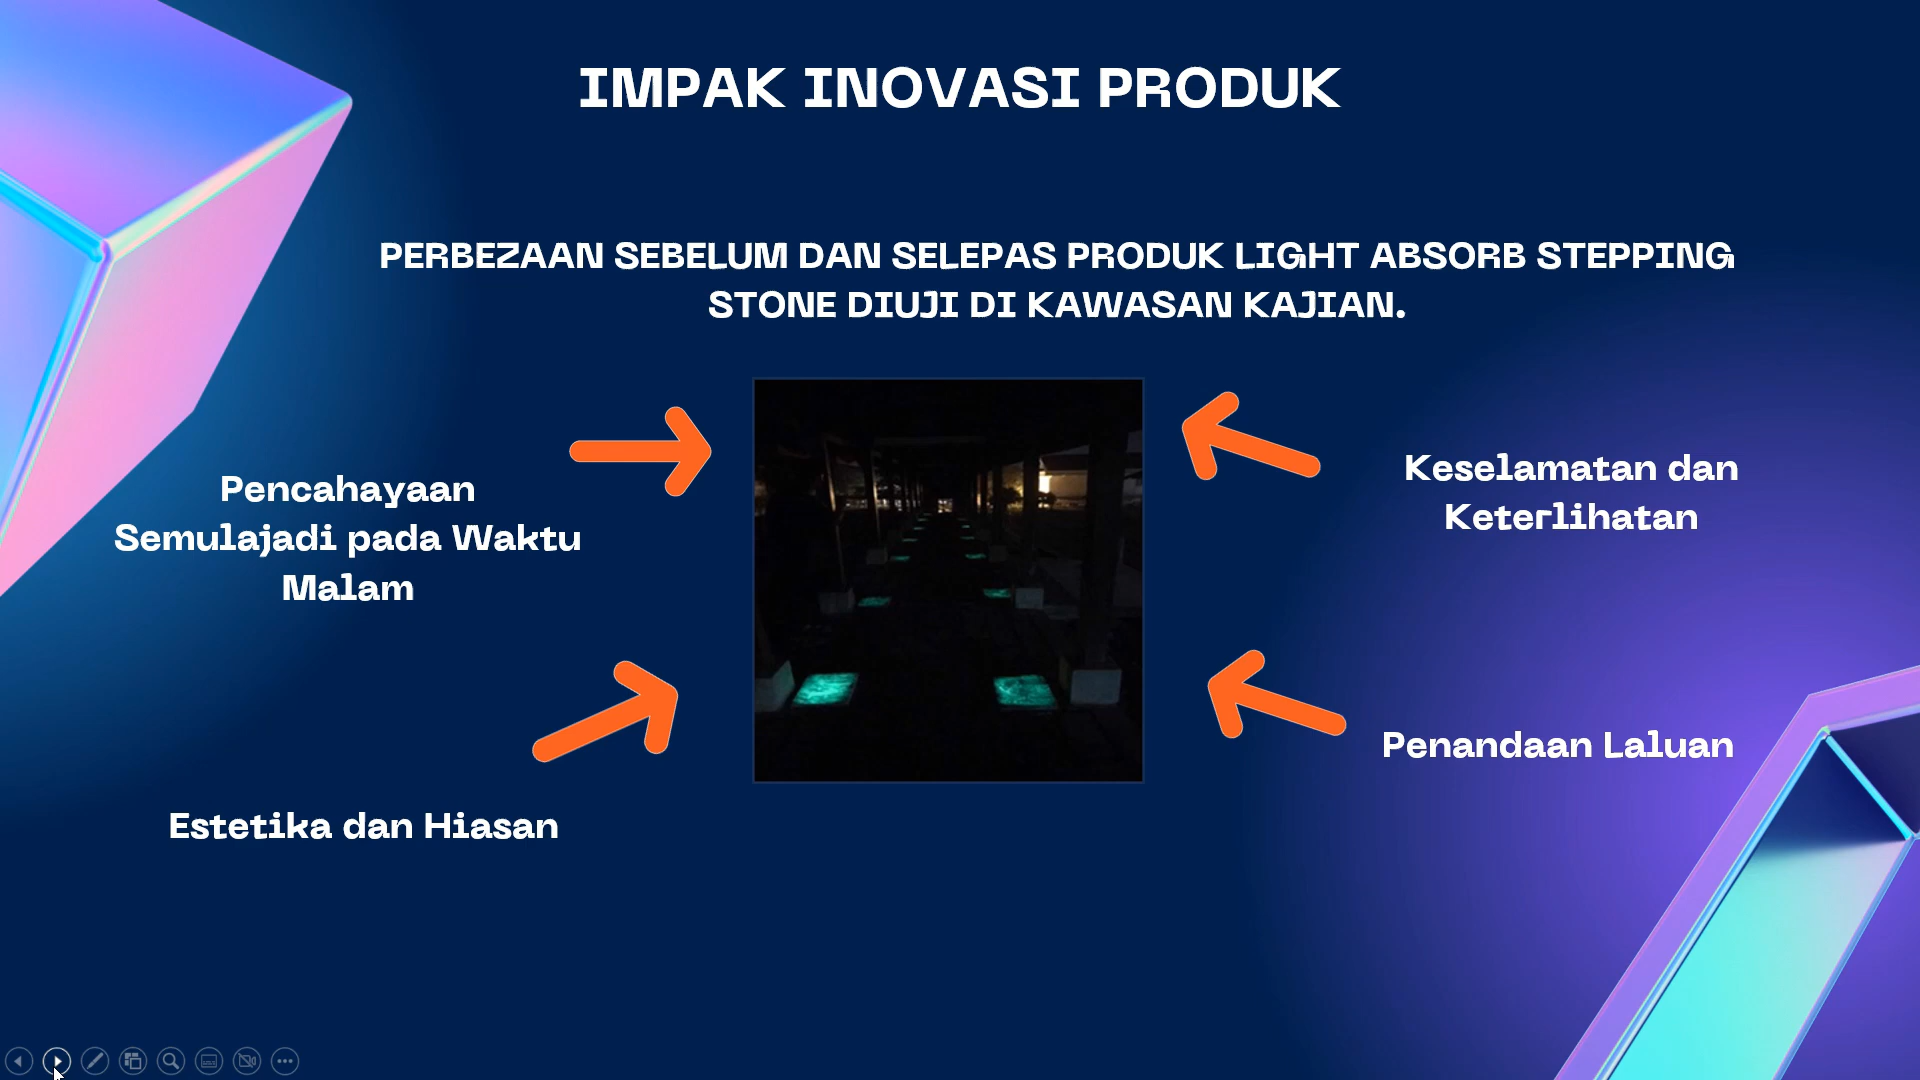 IMPAK INOVASI PRODUK
PERBEZAAN SEBELUM DAN SELEPAS PRODUK LIGHT ABSORB STEPPING
STONE DIUJI DI KAWASAN KAJIAN.
Pencahayaan
Semulajadi pada Waktu
Malam
Keselamatan dan
Keterlihatan
Estetika dan Hiasan
Penandaan Laluan